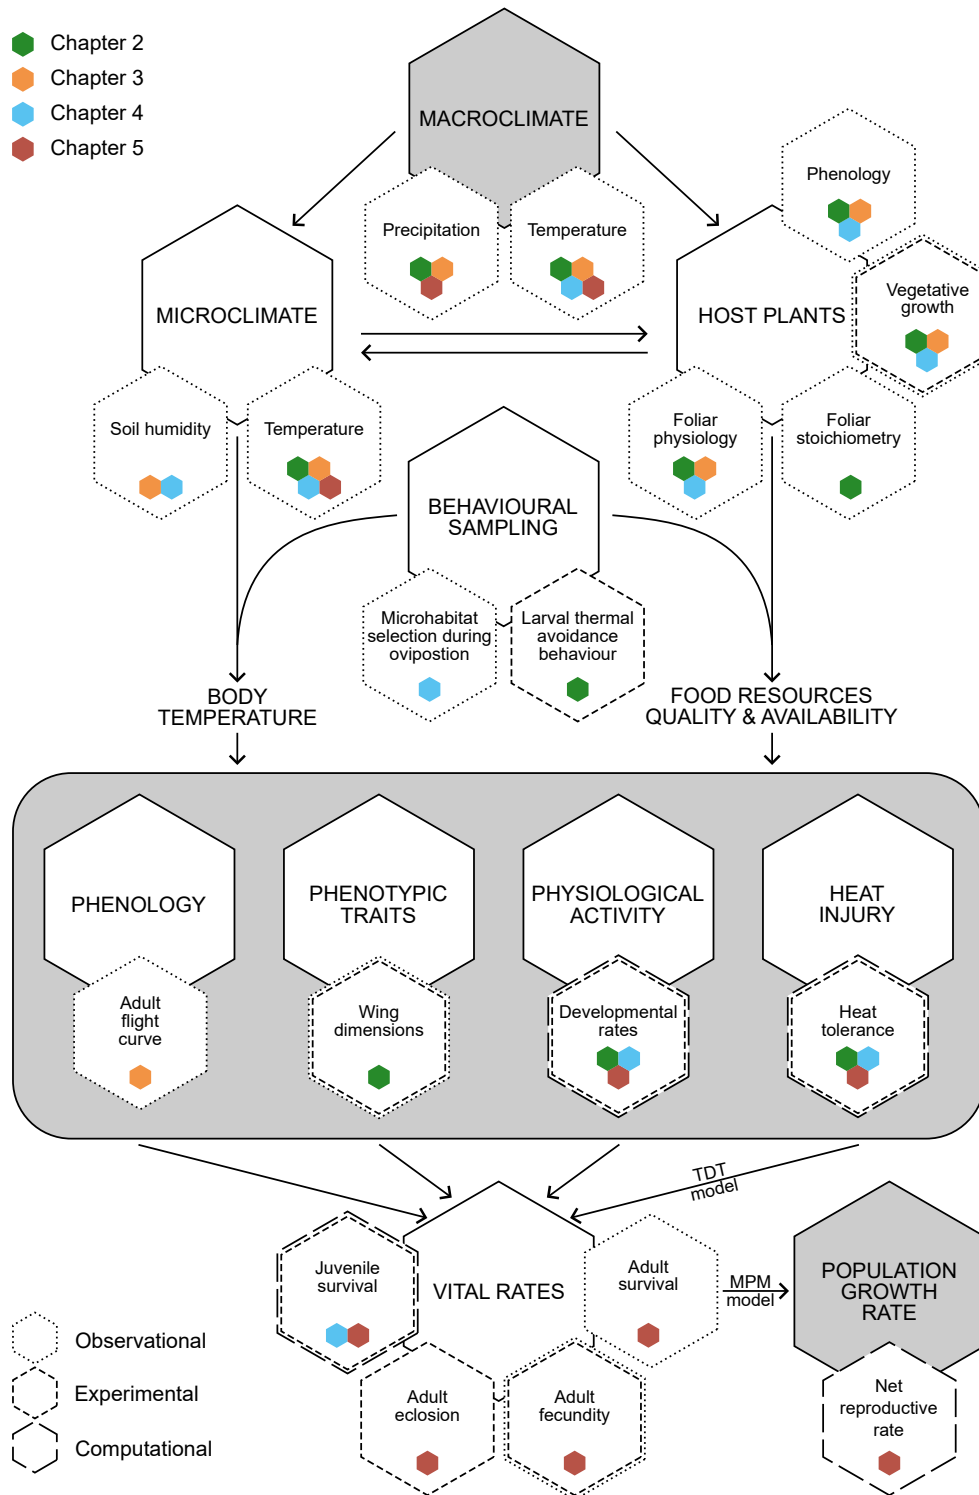 Chapter 2
Chapter 3
Chapter 4
Chapter 5
MACROCLIMATE
Precipitation
Temperature
Phenology
MICROCLIMATE
HOST PLANTS
Vegetative
growth
Soil humidity
Temperature
Foliar
physiology
Foliar
stoichiometry
BEHAVIOURAL
SAMPLING
Microhabitat
selection during
ovipostion
Larval thermal
avoidance
behaviour
BODY
TEMPERATURE
FOOD RESOURCES
QUALITY & AVAILABILITY
PHENOLOGY
PHENOTYPIC
TRAITS
PHYSIOLOGICAL
ACTIVITY
HEAT
INJURY
Adult
flight
curve
Wing
dimensions
Developmental
rates
Heat
tolerance
TDT
model
Juvenile
survival
VITAL RATES
Adult
survival
MPM
model
POPULATION
GROWTH
RATE
Adult
eclosion
Adult
fecundity
Net
reproductive
rate
Observational
Experimental
Computational